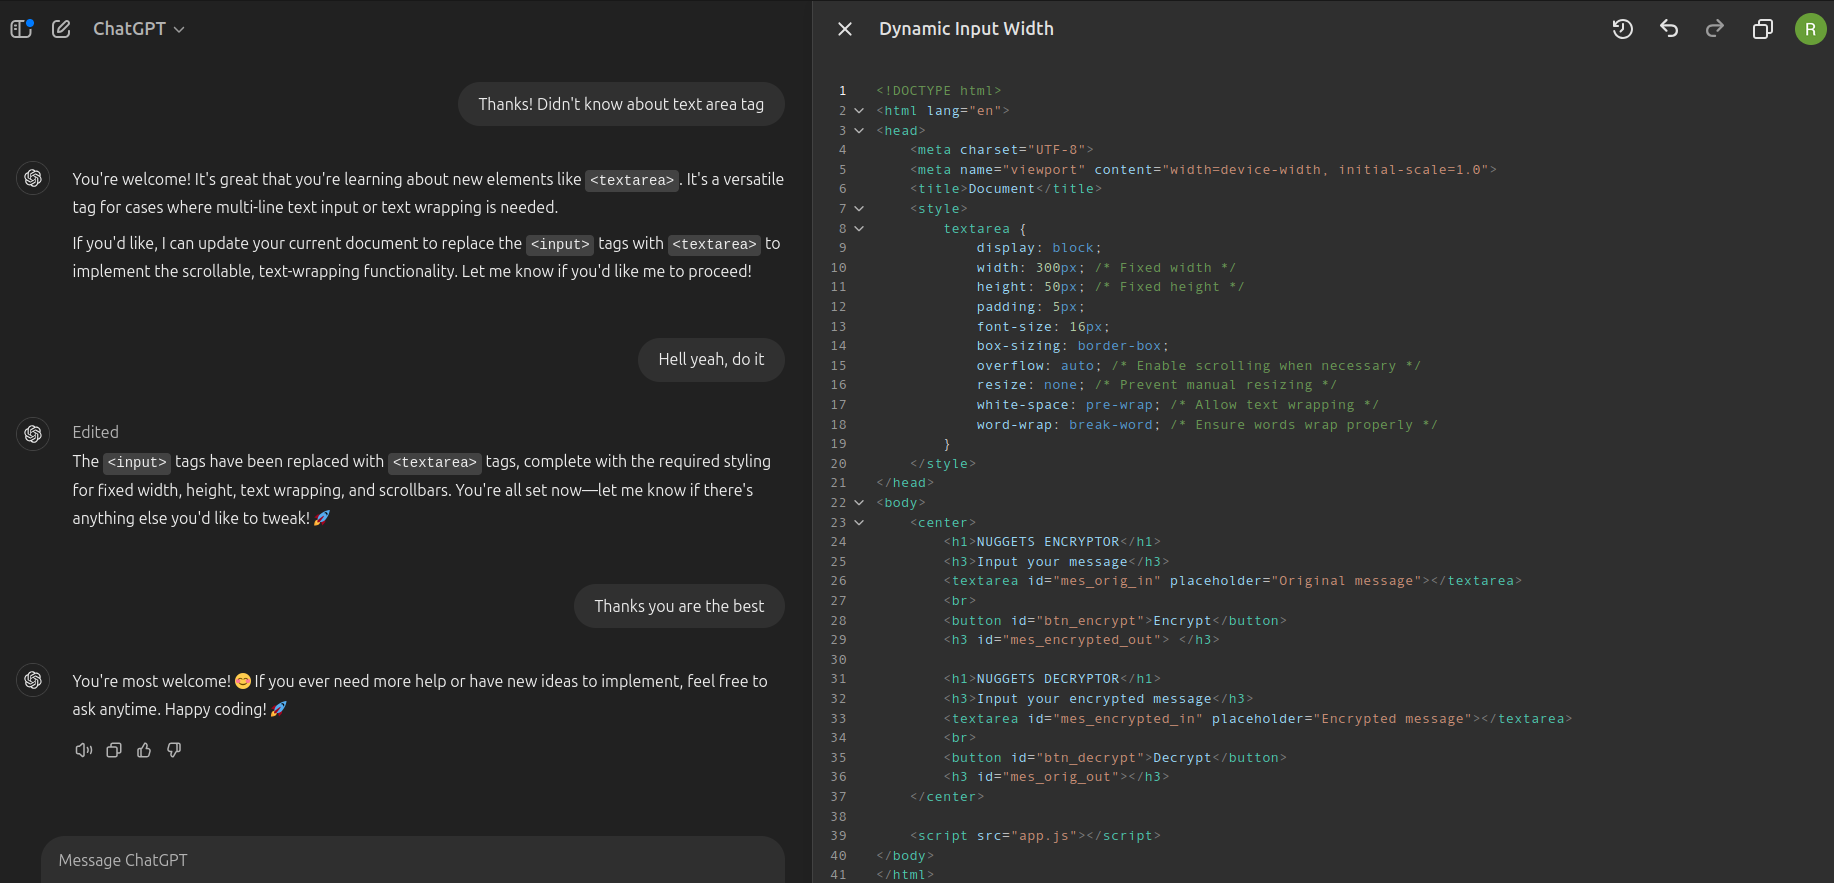 ChatGPT
Thanks! Didn't know about text area tag
You're welcome! It's great that you're learning about new elements like <textarea>. It's a versatile
tag for cases where multi-line text input or text wrapping is needed.
If you'd like, I can update your current document to replace the <input> tags with <textarea> to
implement the scrollable, text-wrapping functionality. Let me know if you'd like me to proceed!
Hell yeah, do it
Edited
The <input> tags have been replaced with <textarea> tags, complete with the required styling
for fixed width, height, text wrapping, and scrollbars. You're all set now—let me know if there's
anything else you'd like to tweak! 🚀
Thanks you are the best
You're most welcome! 😊 If you ever need more help or have new ideas to implement, feel free to
ask anytime. Happy coding! 🚀
Message ChatGPT
Dynamic Input Width
R
1 <!DOCTYPE html>
2 <html lang="en">
3 <head>
4     <meta charset="UTF-8">
5     <meta name="viewport" content="width=device-width, initial-scale=1.0">
6     <title>Document</title>
7     <style>
8         textarea {
9             display: block;
10             width: 300px; /* Fixed width */
11             height: 50px; /* Fixed height */
12             padding: 5px;
13             font-size: 16px;
14             box-sizing: border-box;
15             overflow: auto; /* Enable scrolling when necessary */
16             resize: none; /* Prevent manual resizing */
17             white-space: pre-wrap; /* Allow text wrapping */
18             word-wrap: break-word; /* Ensure words wrap properly */
19         }
20     </style>
21 </head>
22 <body>
23     <center>
24         <h1>NUGGETS ENCRYPTOR</h1>
25         <h3>Input your message</h3>
26         <textarea id="mes_orig_in" placeholder="Original message"></textarea>
27         <br>
28         <button id="btn_encrypt">Encrypt</button>
29         <h3 id="mes_encrypted_out"> </h3>
30
31         <h1>NUGGETS DECRYPTOR</h1>
32         <h3>Input your encrypted message</h3>
33         <textarea id="mes_encrypted_in" placeholder="Encrypted message"></textarea>
34         <br>
35         <button id="btn_decrypt">Decrypt</button>
36         <h3 id="mes_orig_out"></h3>
37     </center>
38
39     <script src="app.js"></script>
40 </body>
41 </html>